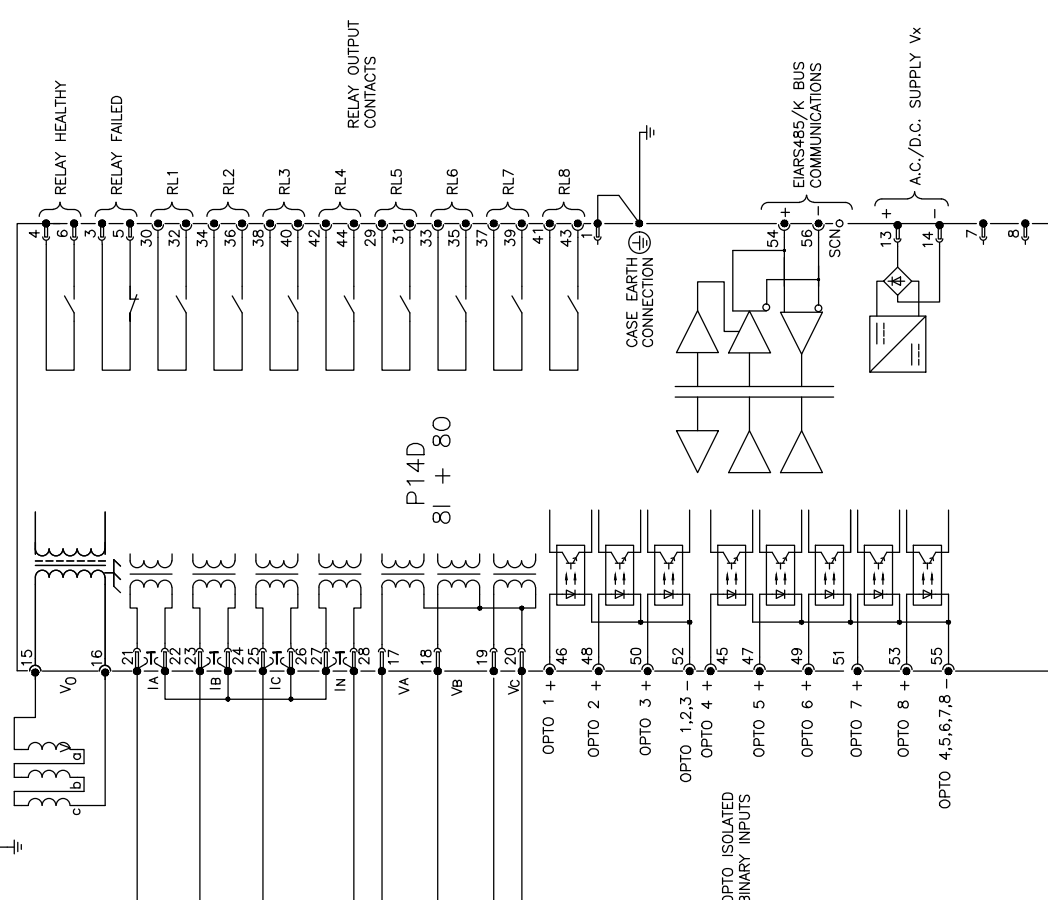 RELAY HEALTHY
RELAY FAILED
RL1
RL2
RL3
RL4
RL5
RL6
RL7
RL8
RELAY OUTPUT
CONTACTS
EIARS485/K BUS
COMMUNICATIONS
A.C./D.C. SUPPLY Vx
4
6
3
5
30
32
34
36
38
40
42
44
29
31
33
35
37
39
41
43
1
CASE EARTH
CONNECTION
54 +
56 –
SCN
13 +
14 –
7
8
P14D
8I + 8O
15
16
21
22
23
24
25
26
27
28
17
18
19
20
46
48
50
52
45
47
49
51
53
55
VO
IA
IB
IC
IN
VA
VB
VC
OPTO 1 +
OPTO 2 +
OPTO 3 +
OPTO 1,2,3 –
OPTO 4 +
OPTO 5 +
OPTO 6 +
OPTO 7 +
OPTO 8 +
OPTO 4,5,6,7,8 –
a
b
c
OPTO ISOLATED
BINARY INPUTS